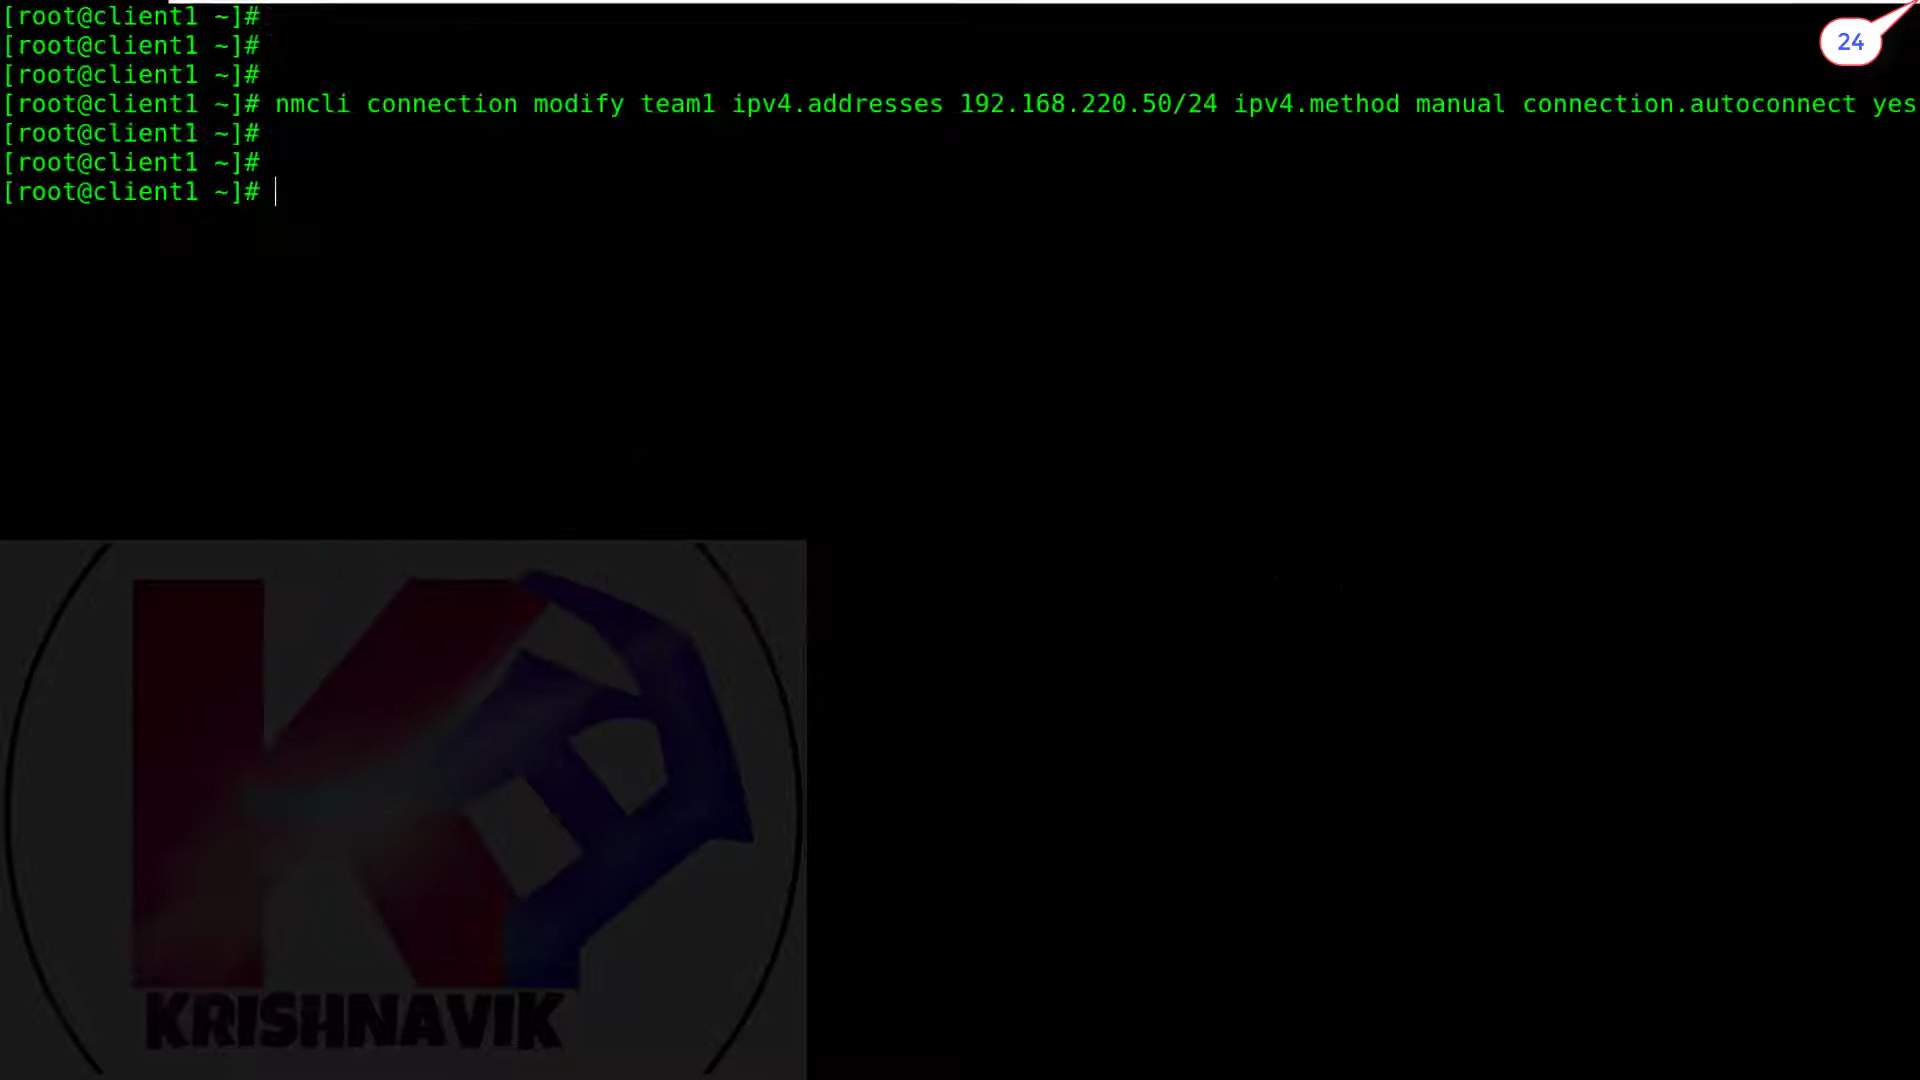 [root@client1 ~]#
[root@client1 ~]#
[root@client1 ~]#
[root@client1 ~]# nmcli connection modify team1 ipv4.addresses 192.168.220.50/24 ipv4.method manual connection.autoconnect yes
[root@client1 ~]#
[root@client1 ~]#
[root@client1 ~]#
24
KRISHNAVIK